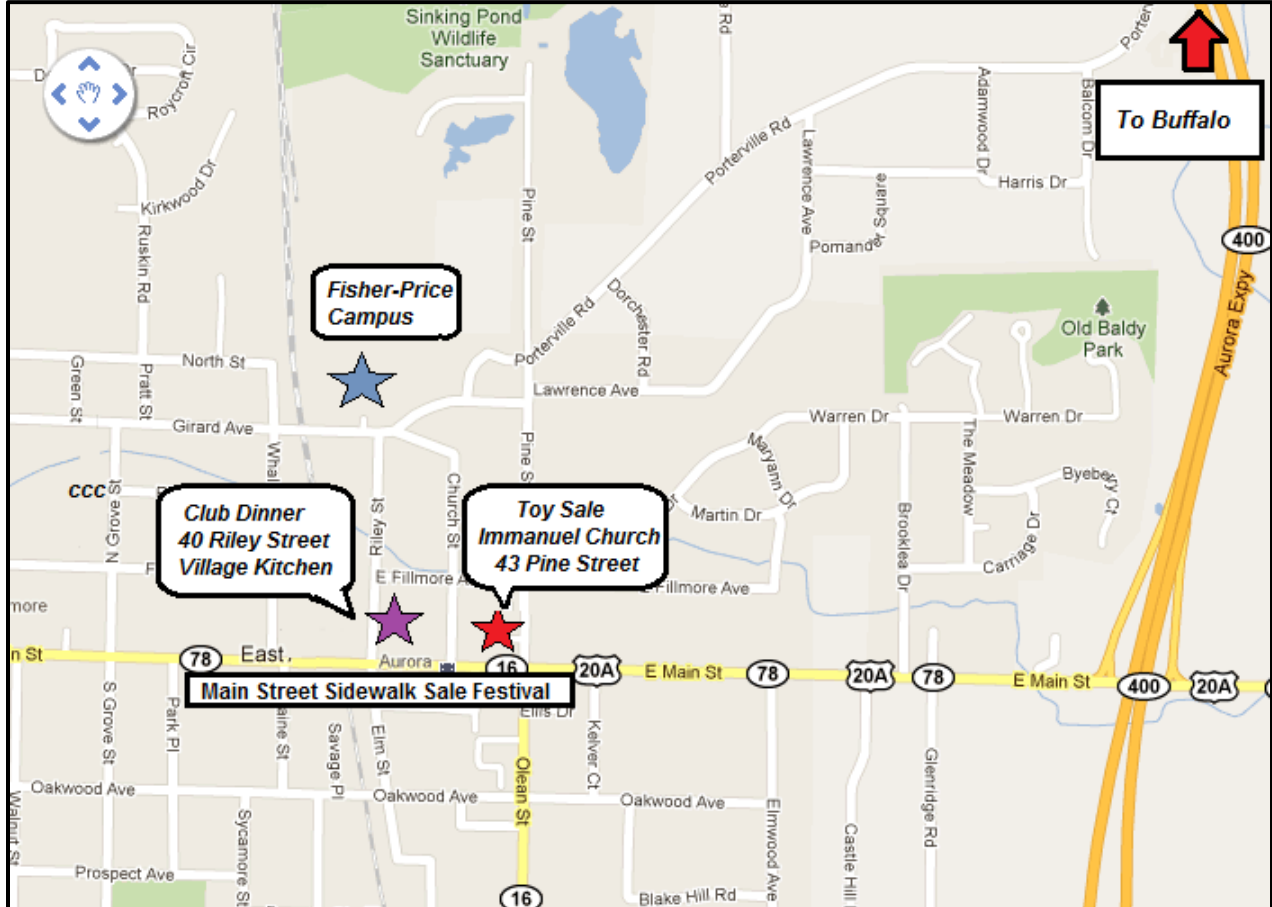 Sinking Pond
Wildlife
Sanctuary
Roycroft Cir
Kirkwood Dr
Ruskin Rd
Pine St
Porterville Rd
Lawrence Ave
Adamwood Dr
Balcom Dr
Harris Dr
Pomander Square
To Buffalo
400
Aurora Expy
Old Baldy
Park
Fisher-Price
Campus
Porterville Rd
Dorchester Rd
Lawrence Ave
North St
Green St
Pratt St
Girard Ave
Warren Dr
Warren Dr
Maryann Dr
Martin Dr
The Meadow
Byebery Ct
Carriage Dr
Brooklea Dr
Pine S
Church St
Riley St
N Grove St
ccc
Club Dinner
40 Riley Street
Village Kitchen
Toy Sale
Immanuel Church
43 Pine Street
E Fillmore A
Fillmore Ave
more
n St
78
East
Aurora
16
20A
E Main St
78
20A
78
E Main St
400
20A
Main Street Sidewalk Sale Festival
Ellis Dr
S Grove St
Park Pl
aine St
Savage Pl
Elm St
Olean St
Kelver Ct
Oakwood Ave
Oakwood Ave
Oakwood Ave
Elmwood Ave
Castle Hill
Glenridge Rd
Walnut St
Sycamore St
Prospect Ave
16
Blake Hill Rd